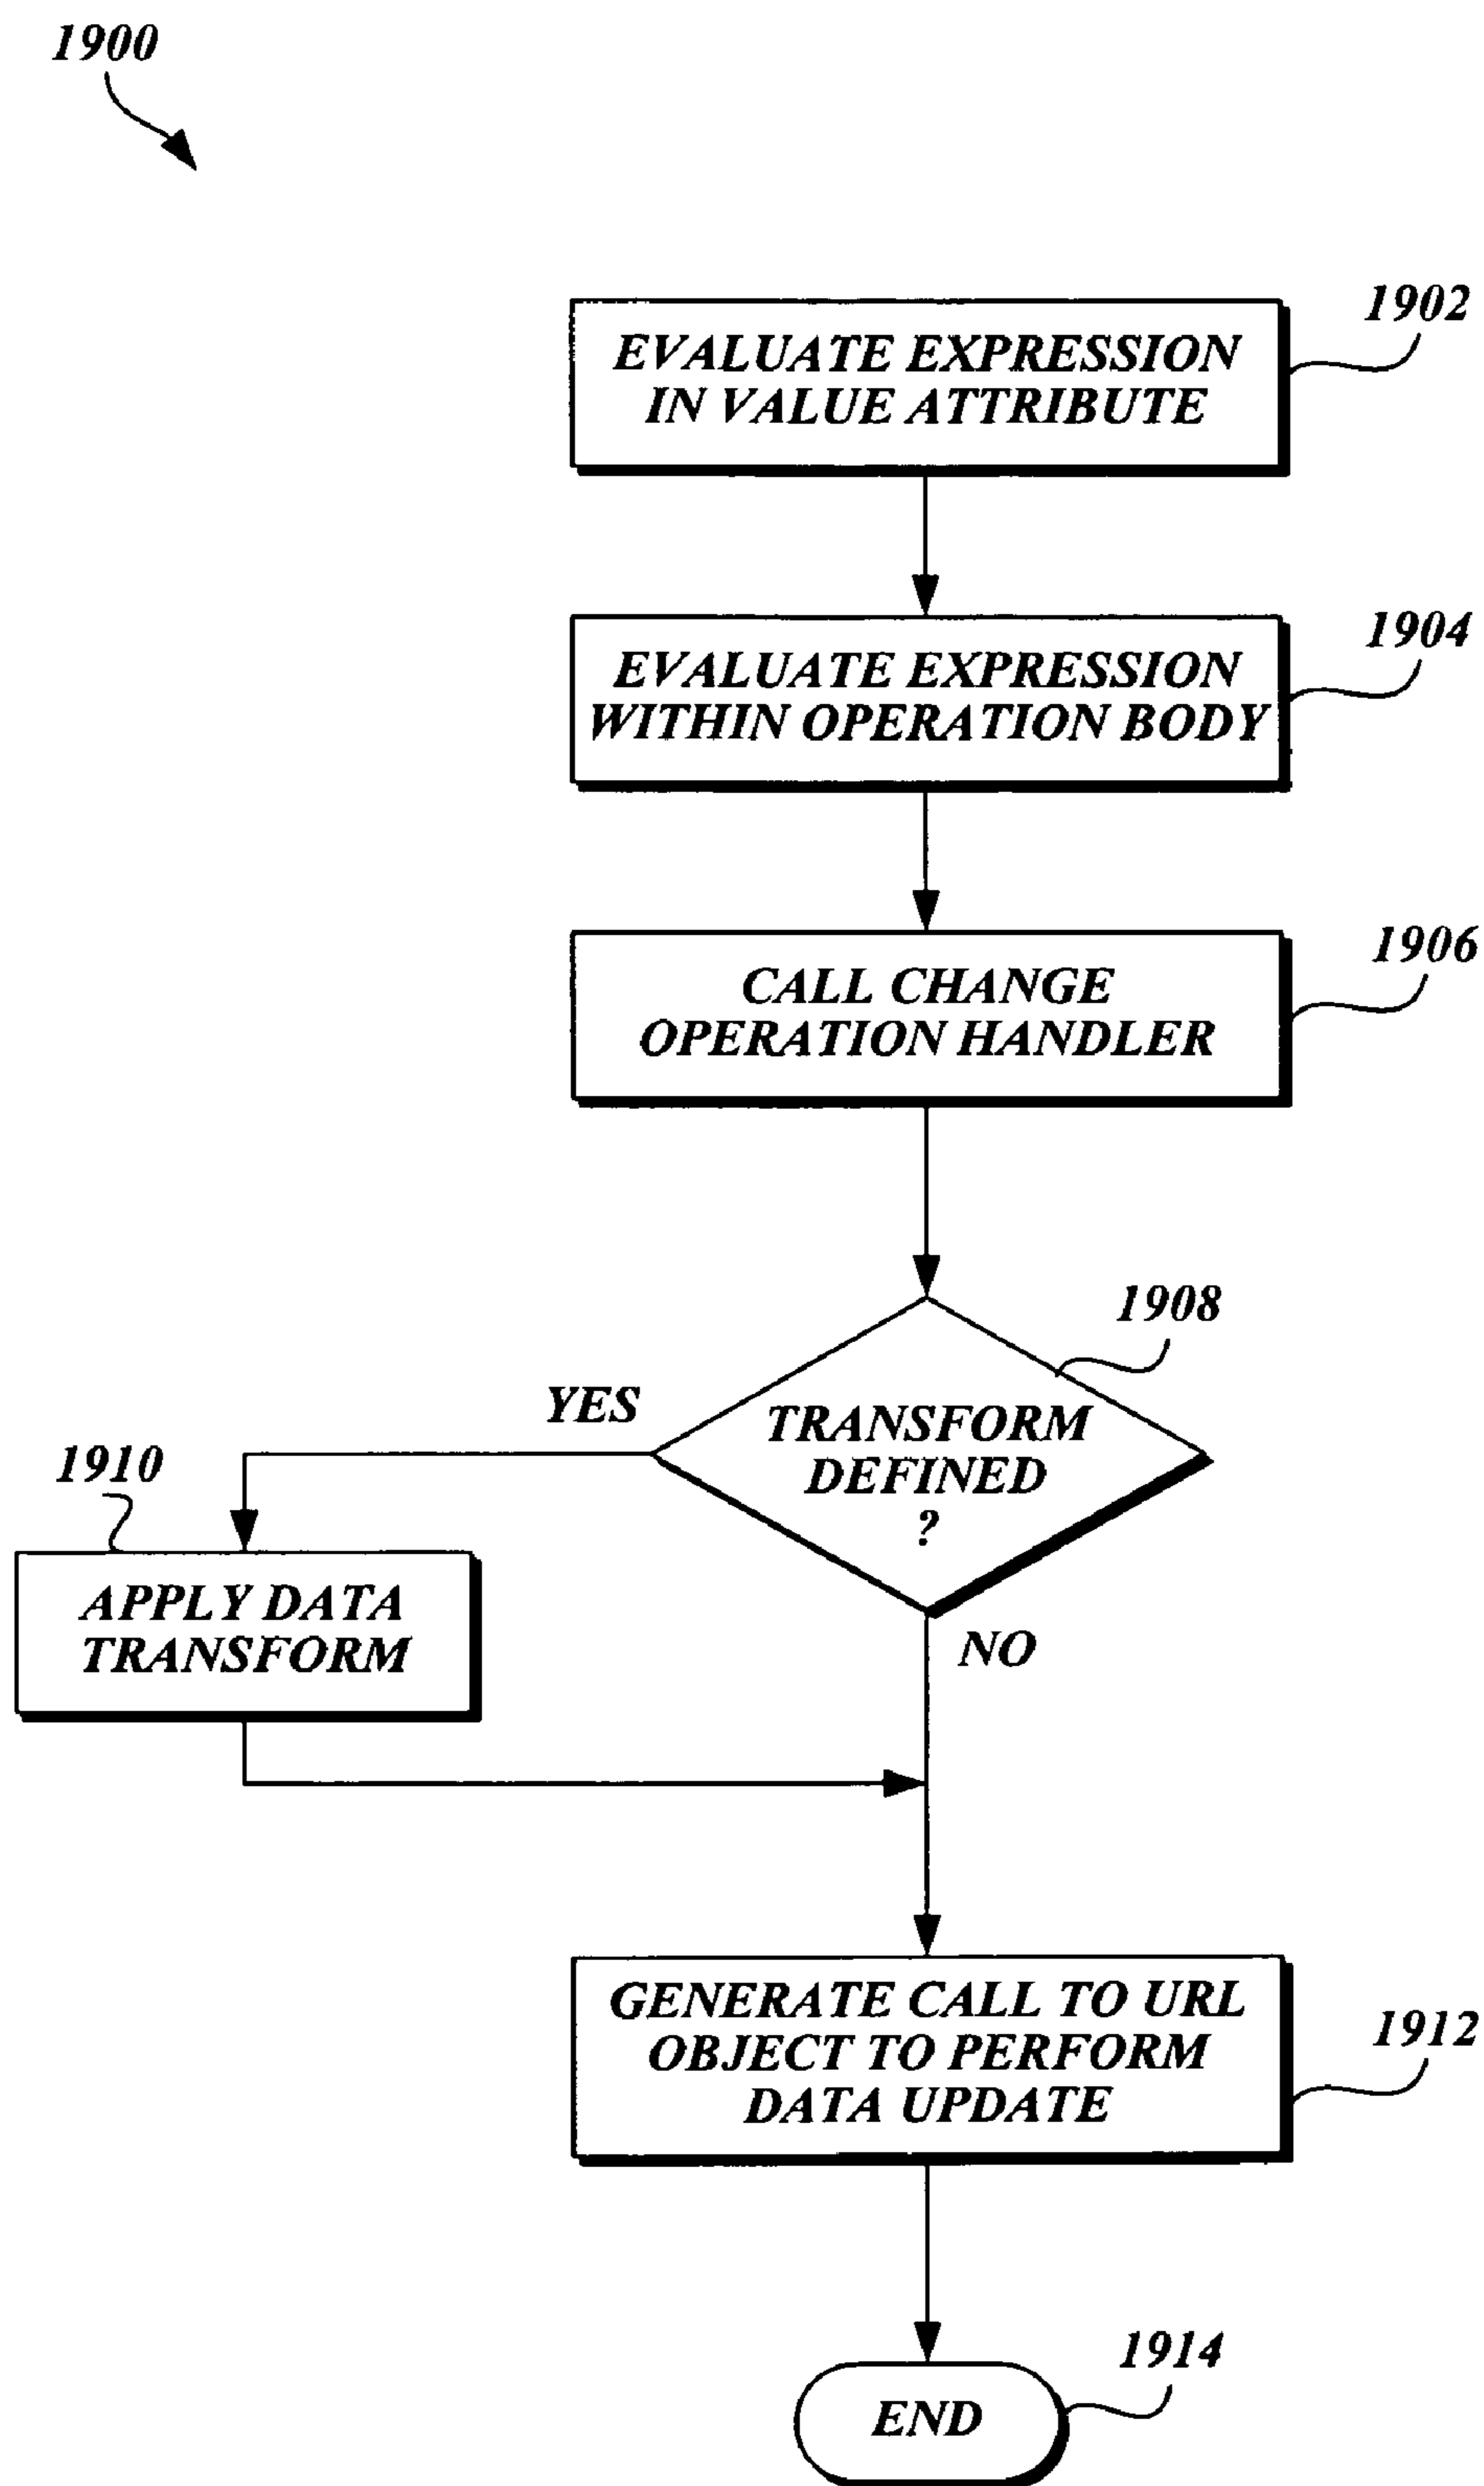 1900
1902
EVALUATE EXPRESSION
IN VALUE ATTRIBUTE
1904
EVALUATE EXPRESSION
WITHIN OPERATION BODY
1906
CALL CHANGE
OPERATION HANDLER
1908
TRANSFORM
DEFINED
?
YES
1910
APPLY DATA
TRANSFORM
NO
GENERATE CALL TO URL
OBJECT TO PERFORM
DATA UPDATE
1912
1914
END